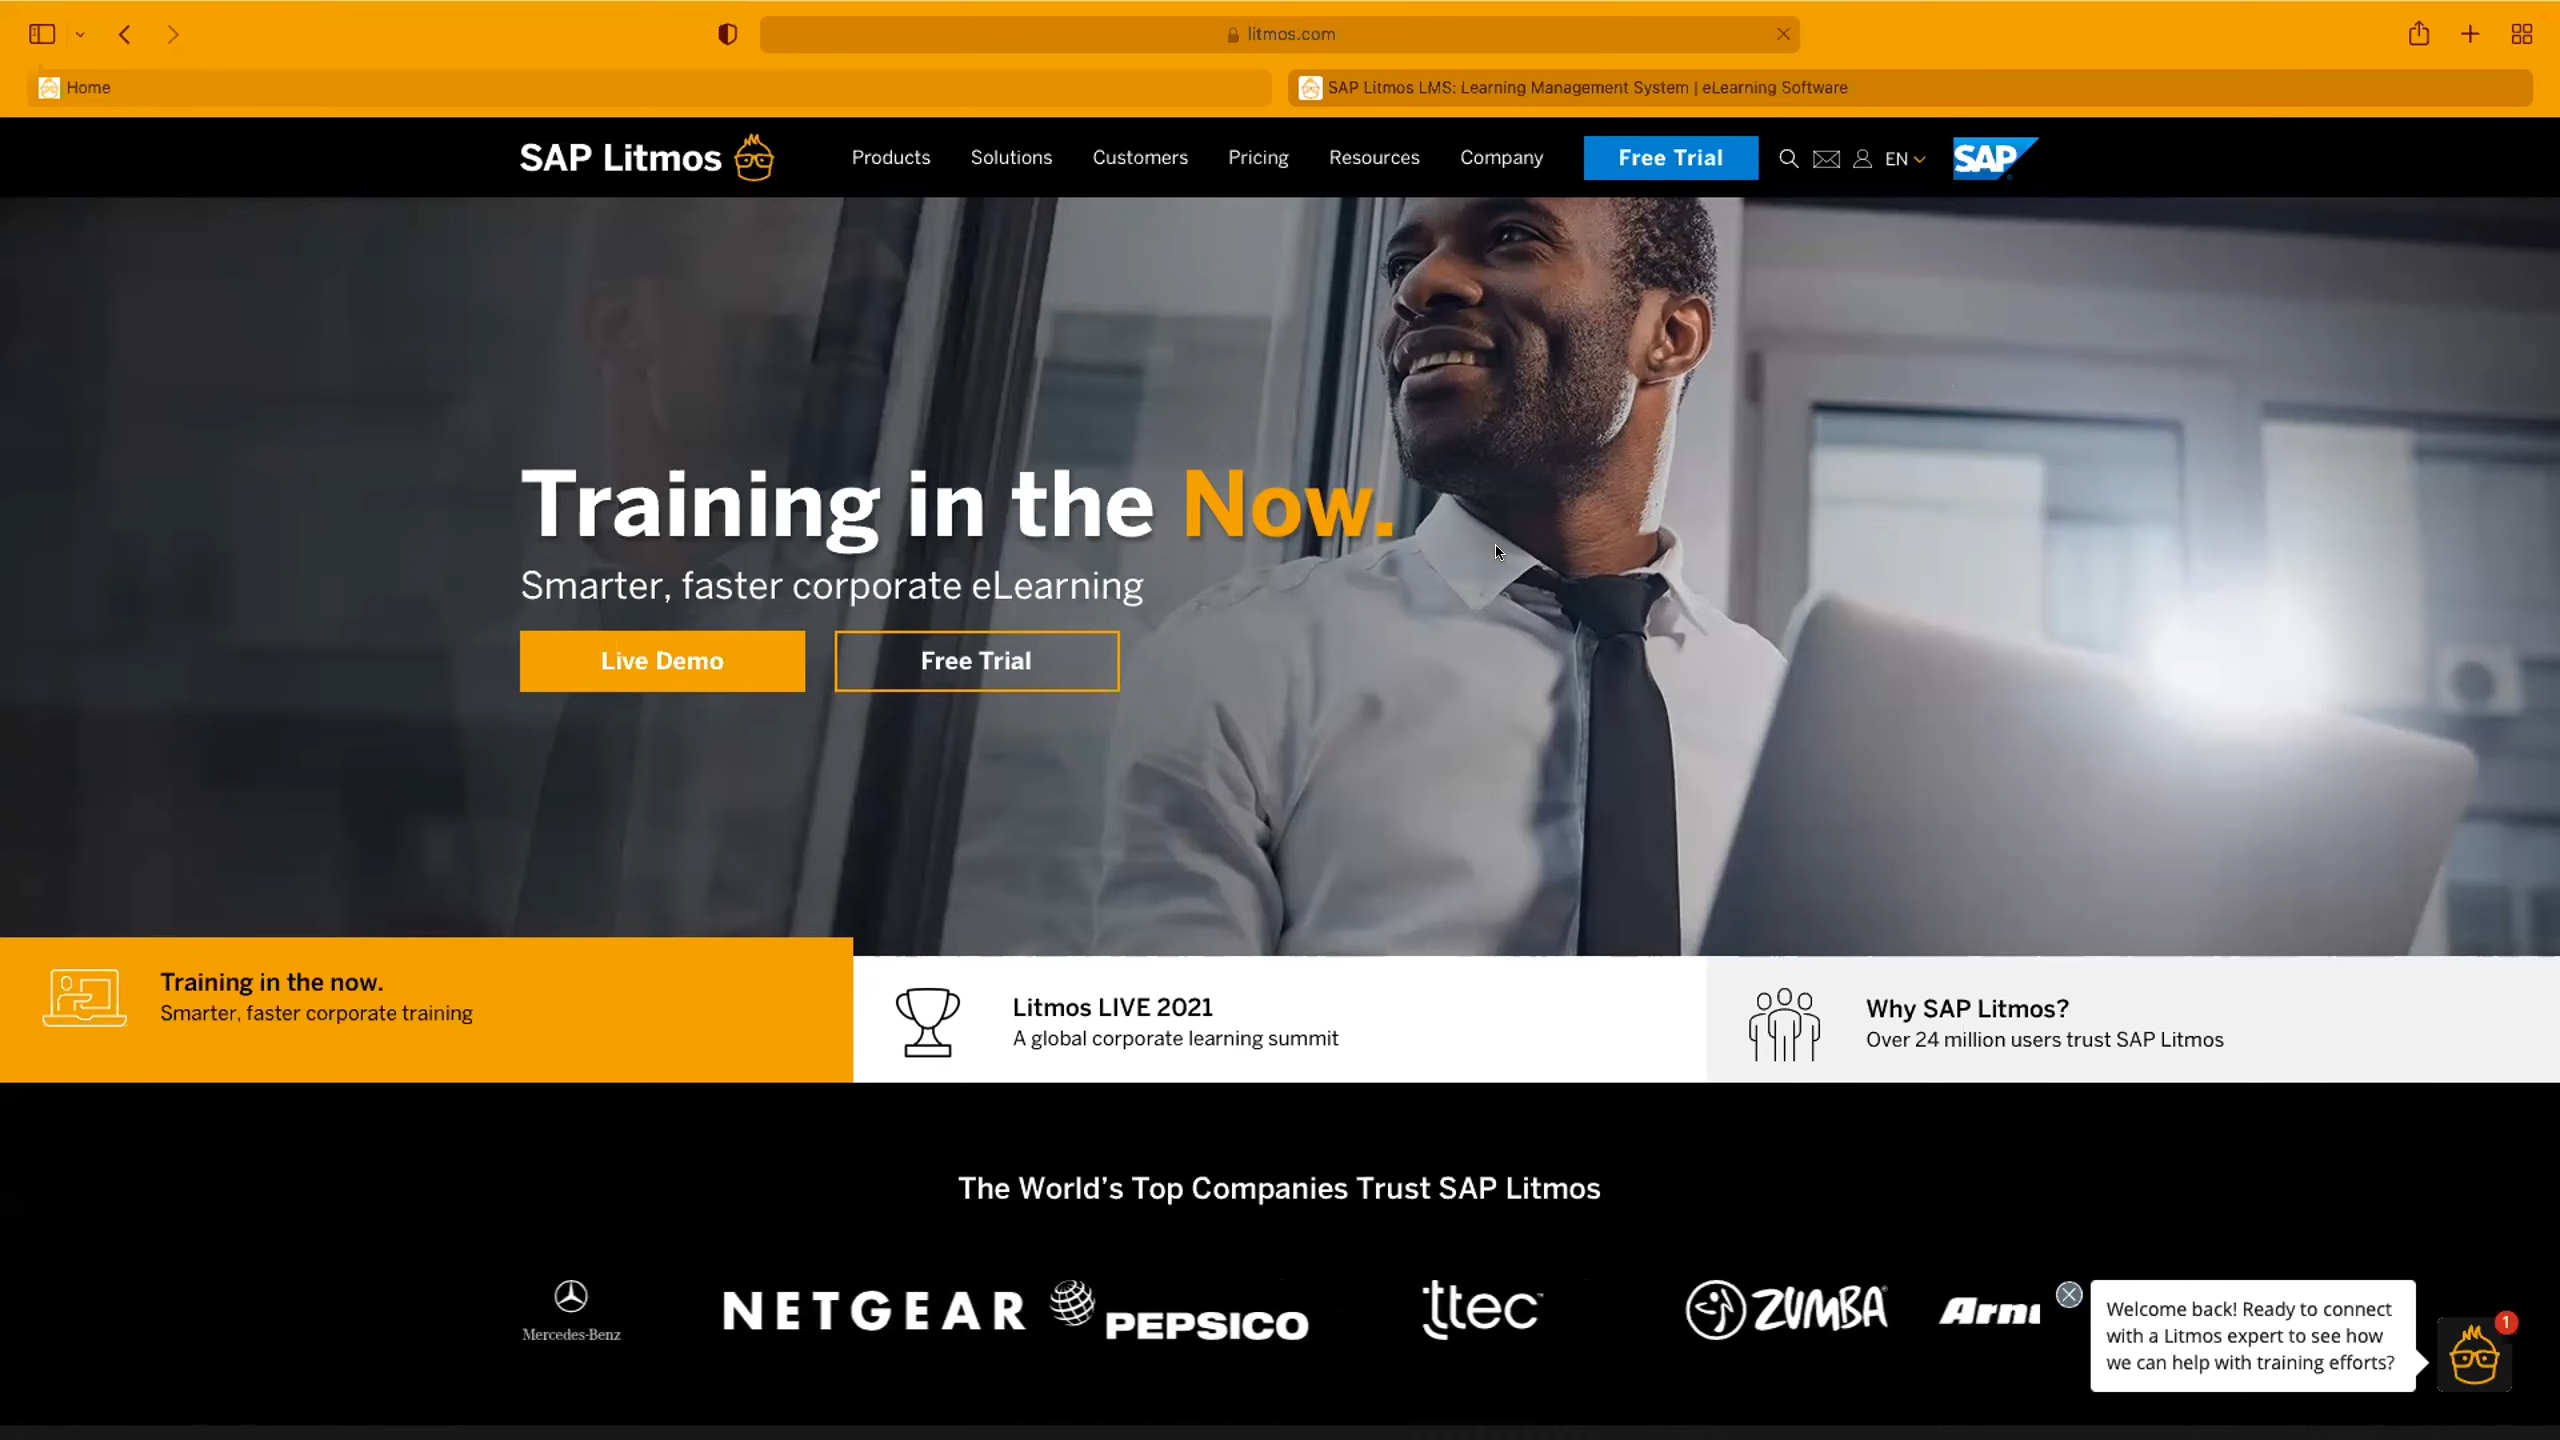 litmos.com
Home
SAP Litmos LMS: Learning Management System | eLearning Software
SAP Litmos
Products
Solutions
Customers
Pricing
Resources
Company
Free Trial
EN
SAP
Training in the Now.
Smarter, faster corporate eLearning
Live Demo
Free Trial
Training in the now.
Smarter, faster corporate training
Litmos LIVE 2021
A global corporate learning summit
Why SAP Litmos?
Over 24 million users trust SAP Litmos
The World's Top Companies Trust SAP Litmos
Mercedes-Benz
NETGEAR
PEPSICO
ttec
ZUMBA
Welcome back! Ready to connect
with a Litmos expert to see how
we can help with training efforts?
1